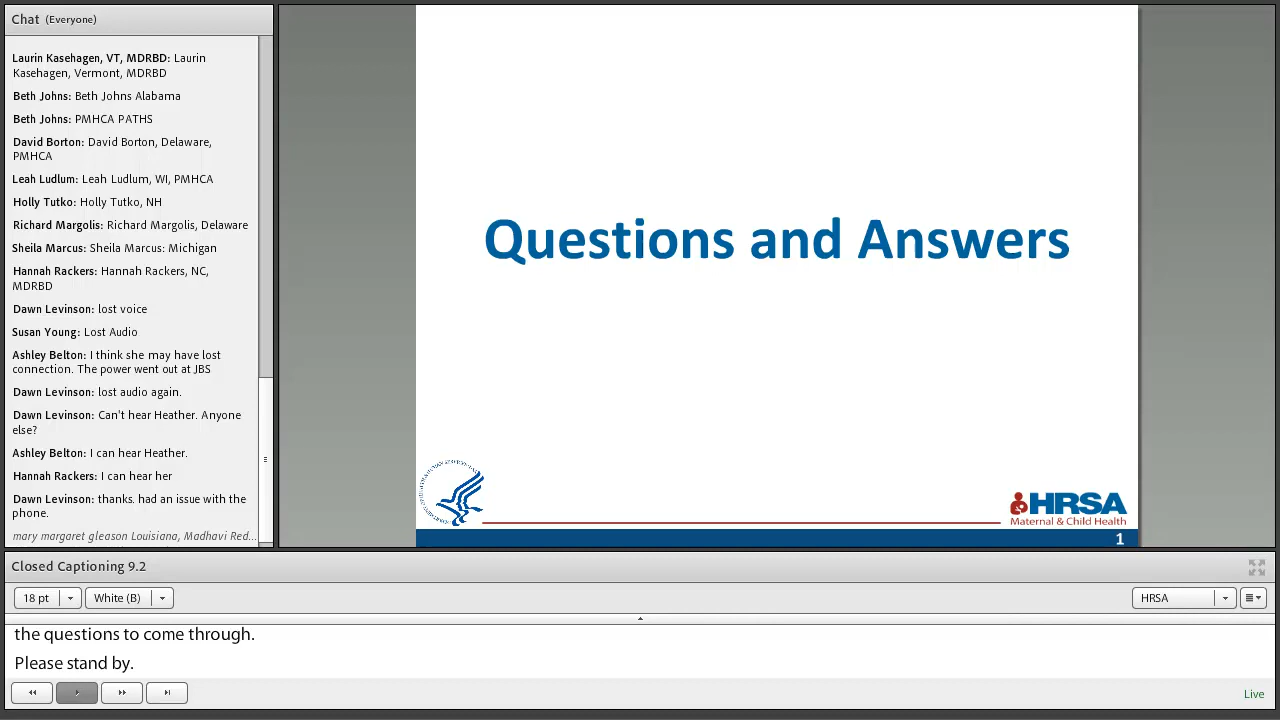 Chat (Everyone)
Laurin Kasehagen, VT, MDRBD: Laurin
Kasehagen, Vermont, MDRBD
Beth Johns: Beth Johns Alabama
Beth Johns: PMHCA PATHS
David Borton: David Borton, Delaware,
PMHCA
Leah Ludlum: Leah Ludlum, WI, PMHCA
Holly Tutko: Holly Tutko, NH
Richard Margolis: Richard Margolis, Delaware
Sheila Marcus: Sheila Marcus: Michigan
Hannah Rackers: Hannah Rackers, NC,
MDRBD
Dawn Levinson: lost voice
Susan Young: Lost Audio
Ashley Belton: I think she may have lost
connection. The power went out at JBS
Dawn Levinson: lost audio again.
Dawn Levinson: Can't hear Heather. Anyone
else?
Ashley Belton: I can hear Heather.
Hannah Rackers: I can hear her
Dawn Levinson: thanks. had an issue with the
phone.
mary margaret gleason Louisiana, Madhavi Red...
Questions and Answers
HRSA
Maternal & Child Health
1
Closed Captioning 9.2
18 pt
White (B)
HRSA
the questions to come through.
Please stand by.
Live